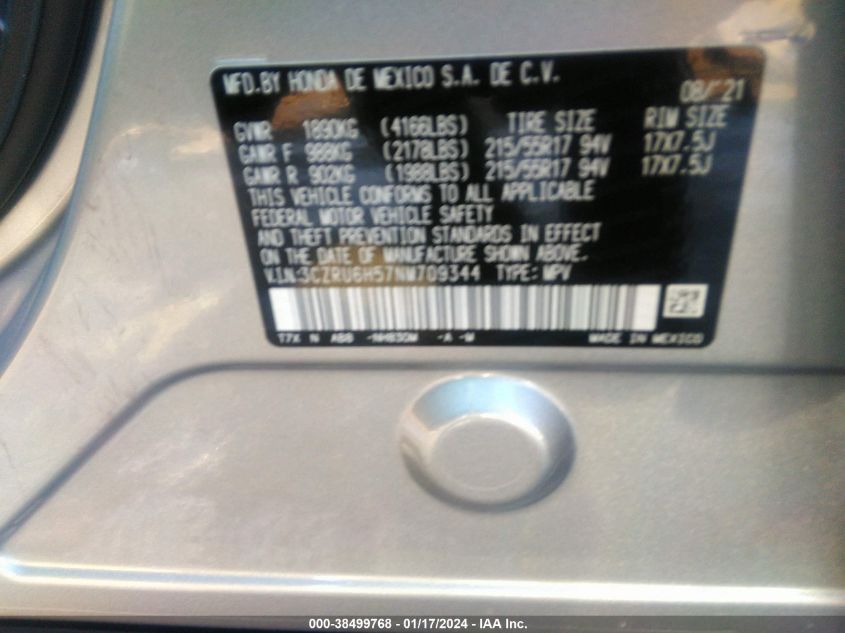 MFD.BY HONDA DE MEXICO S.A. DE C.V. 08/ 21
GVWR 1890KG (4166LBS) TIRE SIZE RIM SIZE
GAWR F 988KG (2178LBS) 215/55R17 94V 17X7.5J
GAWR R 902KG (1988LBS) 215/55R17 94V 17X7.5J
THIS VEHICLE CONFORMS TO ALL APPLICABLE
FEDERAL MOTOR VEHICLE SAFETY
AND THEFT PREVENTION STANDARDS IN EFFECT
ON THE DATE OF MANUFACTURE SHOWN ABOVE.
V.I.N:3CZRU6H57NM709344 TYPE: MPV
T7X N AB8 -NH830M -A -M MADE IN MEXICO
000-38499768 - 01/17/2024 - IAA Inc.